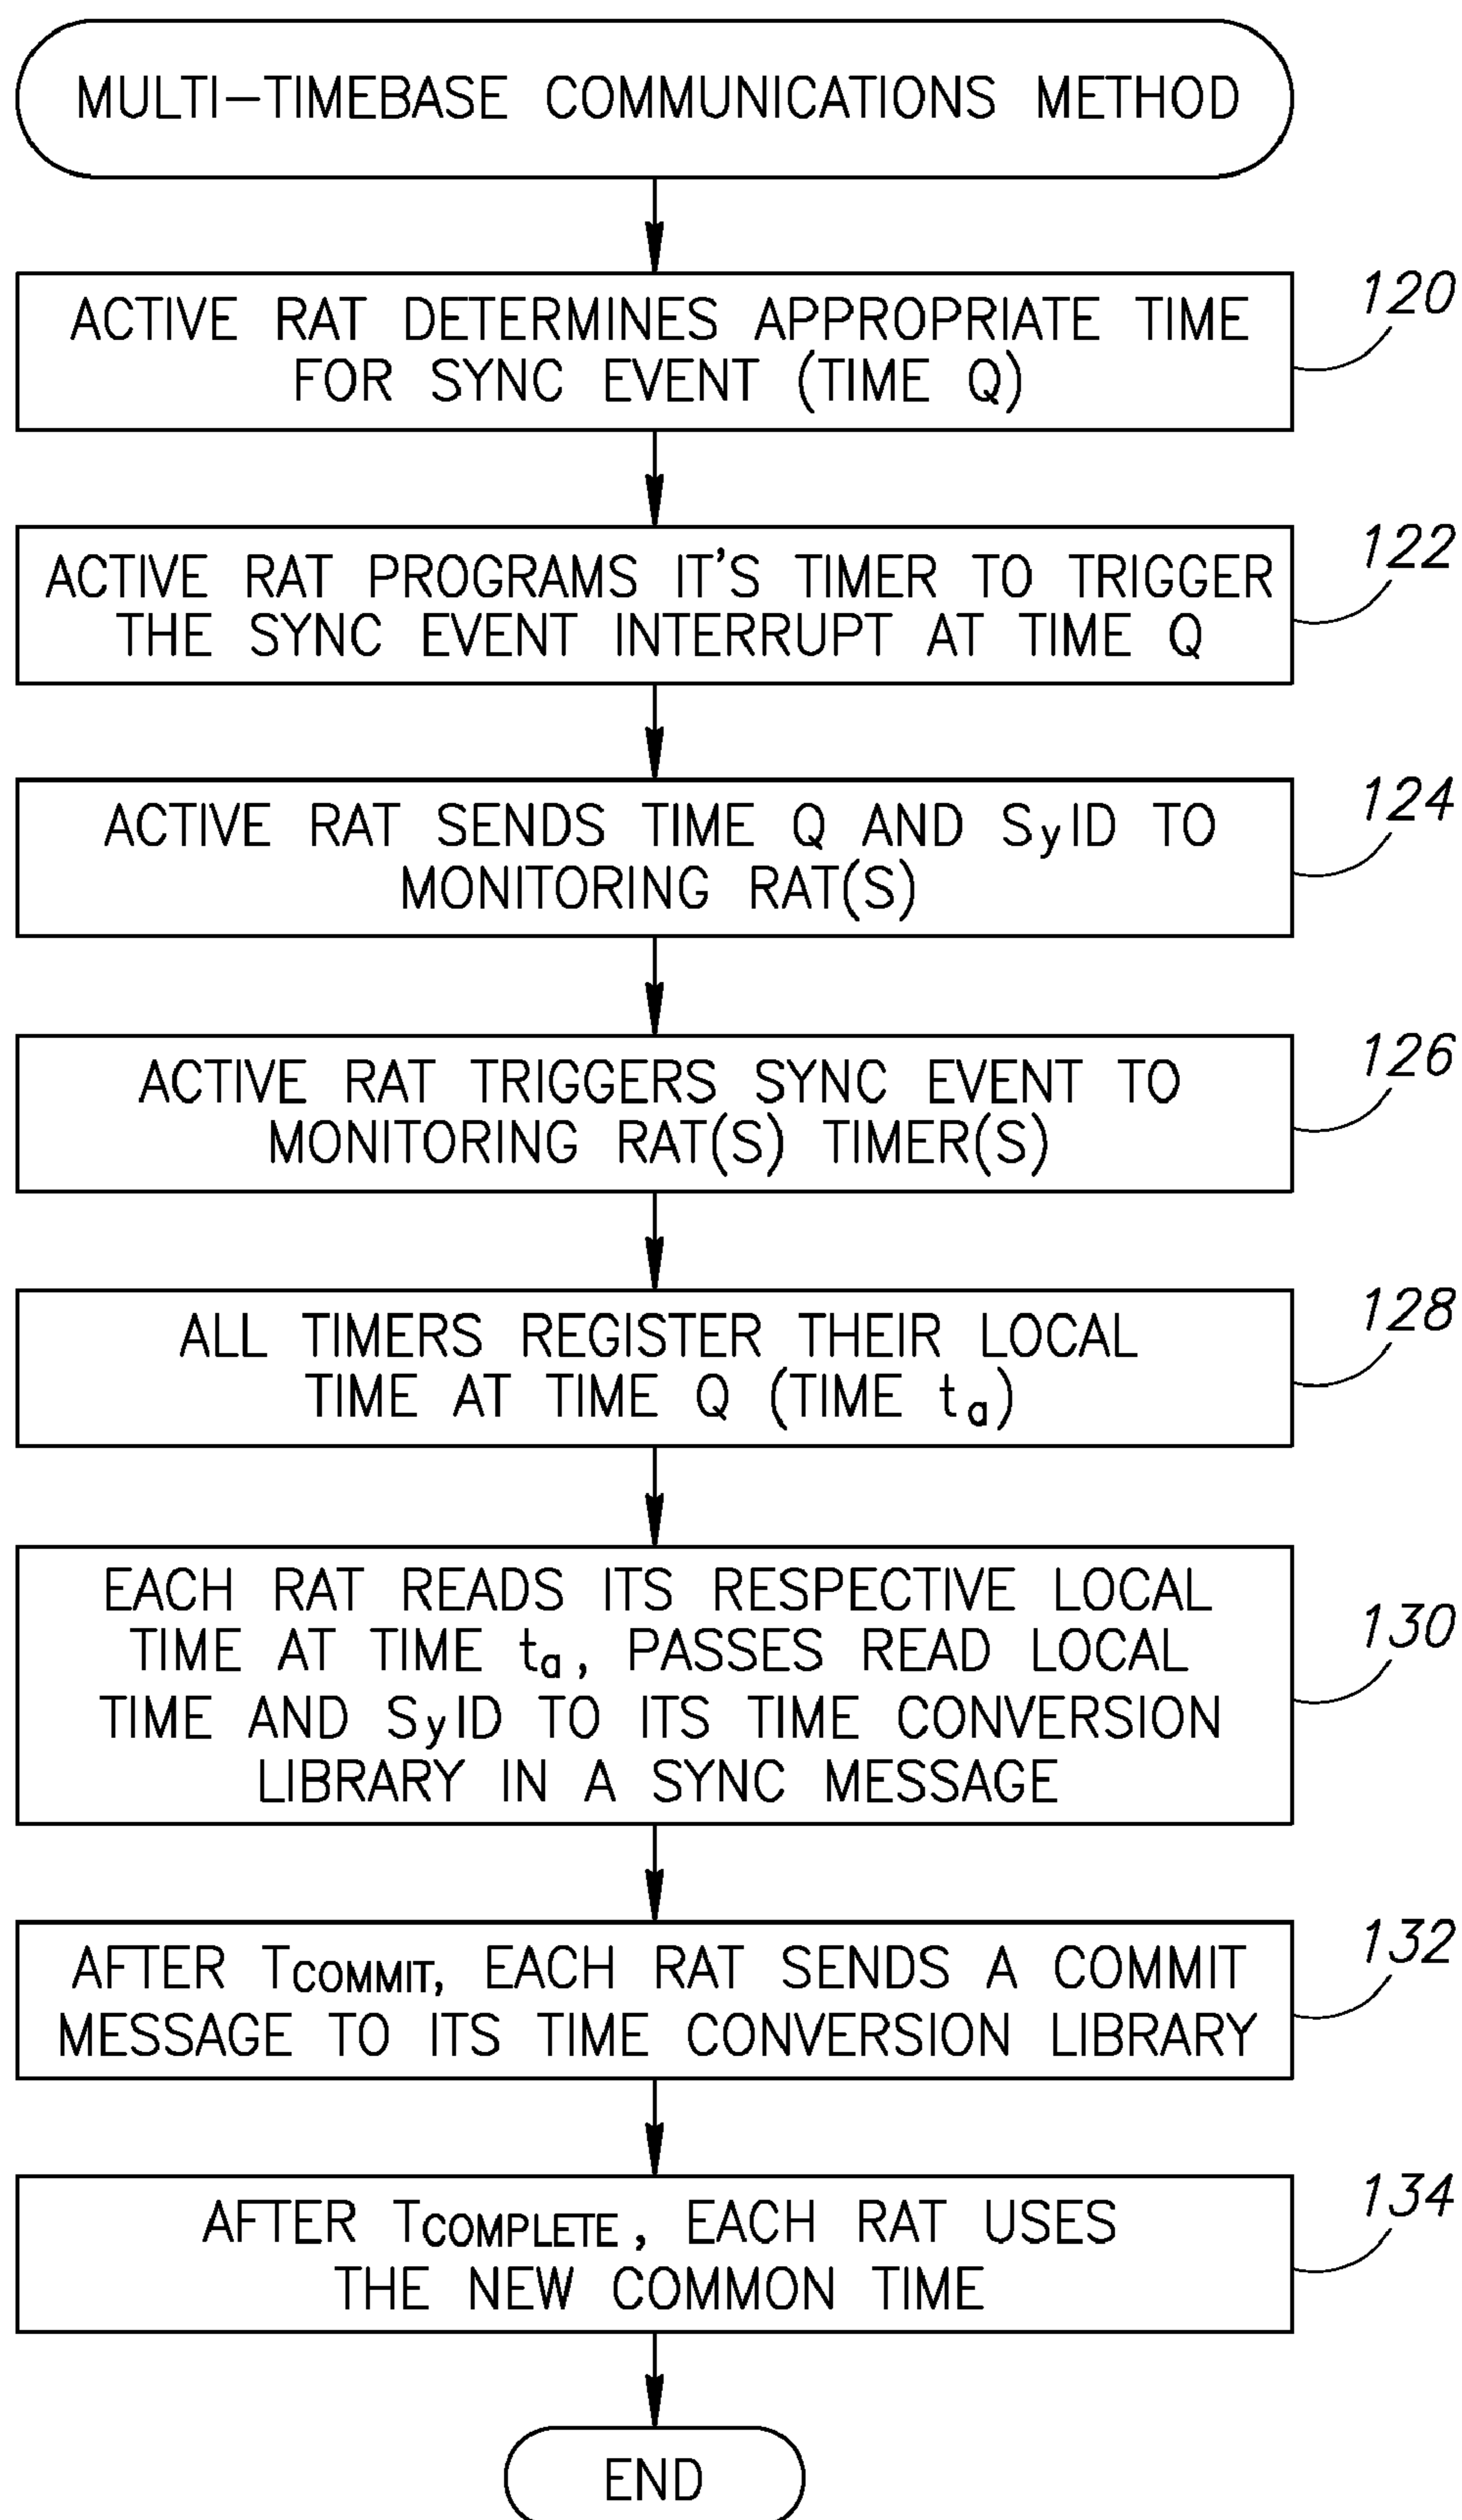 MULTI-TIMEBASE COMMUNICATIONS METHOD
ACTIVE RAT DETERMINES APPROPRIATE TIME
FOR SYNC EVENT (TIME Q)
120
ACTIVE RAT PROGRAMS IT'S TIMER TO TRIGGER
THE SYNC EVENT INTERRUPT AT TIME Q
122
ACTIVE RAT SENDS TIME Q AND SyID TO
MONITORING RAT(S)
124
ACTIVE RAT TRIGGERS SYNC EVENT TO
MONITORING RAT(S) TIMER(S)
126
ALL TIMERS REGISTER THEIR LOCAL
TIME AT TIME Q (TIME ta)
128
EACH RAT READS ITS RESPECTIVE LOCAL
TIME AT TIME ta, PASSES READ LOCAL
TIME AND SyID TO ITS TIME CONVERSION
LIBRARY IN A SYNC MESSAGE
130
AFTER TCOMMIT, EACH RAT SENDS A COMMIT
MESSAGE TO ITS TIME CONVERSION LIBRARY
132
AFTER TCOMPLETE, EACH RAT USES
THE NEW COMMON TIME
134
END